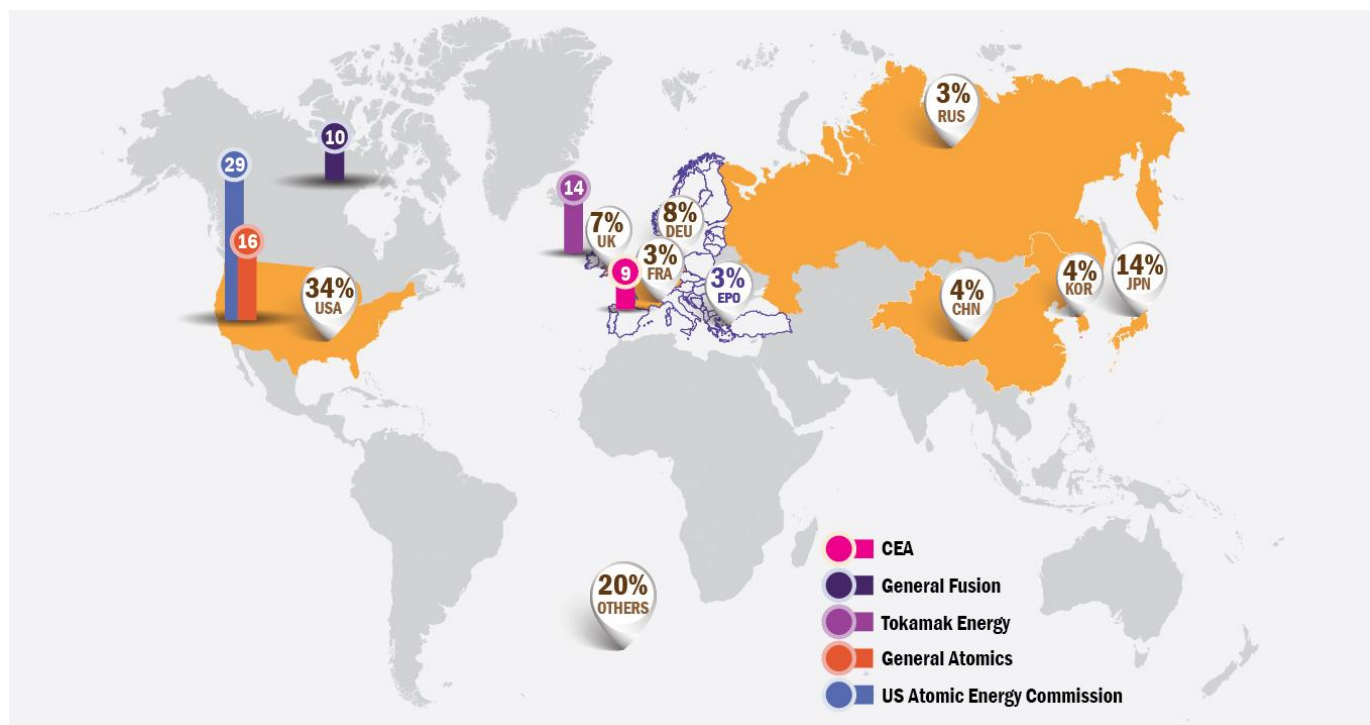 3%
RUS
10
29
14
7%
UK
8%
DEU
16
3%
FRA
9
3%
EPO
34%
USA
4%
CHN
4%
KOR
14%
JPN
20%
OTHERS
CEA
General Fusion
Tokamak Energy
General Atomics
US Atomic Energy Commission